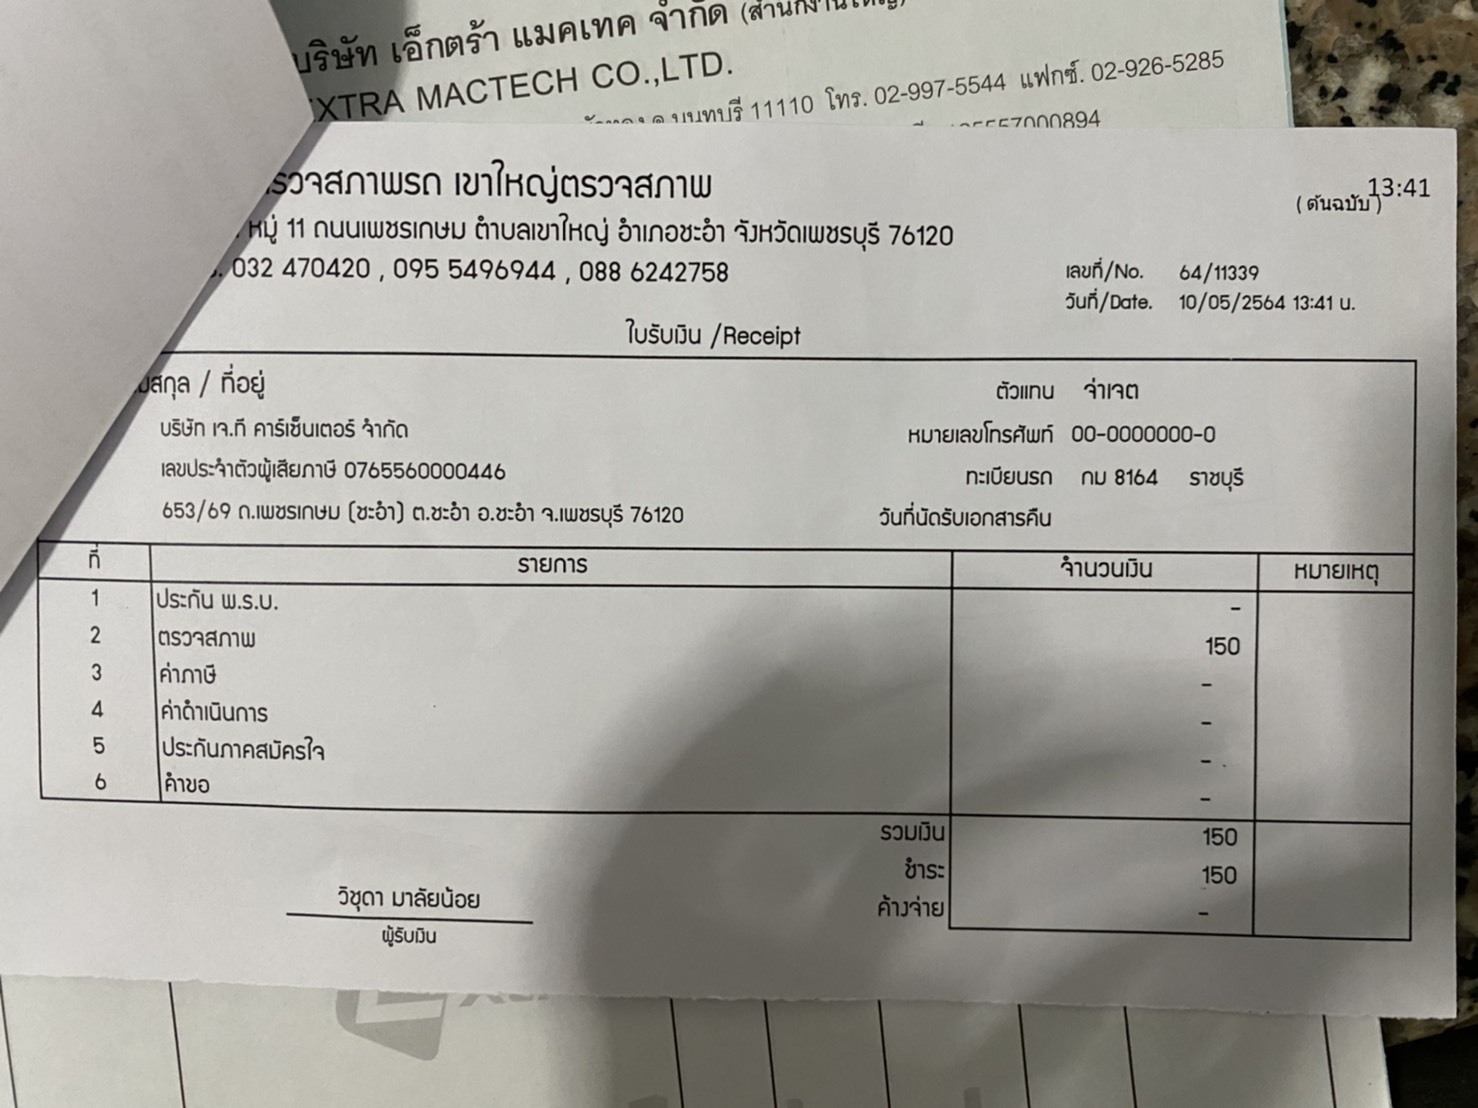 บริษัท เอ็กตร้า แมคเทค จำกัด (สำนักงานใหญ่)
EXTRA MACTECH CO.,LTD.
นนทบุรี 11110 โทร. 02-997-5544 แฟกซ์. 02-926-5285
57000894
ตรวจสภาพรถ เขาใหญ่ตรวจสภาพ
13:41
( ต้นฉบับ )
หมู่ 11 ถนนเพชรเกษม ตำบลเขาใหญ่ อำเภอชะอำ จังหวัดเพชรบุรี 76120
032 470420 , 095 5496944 , 088 6242758
เลขที่/No. 64/11339
วันที่/Date. 10/05/2564 13:41 น.
ใบรับเงิน /Receipt
สกุล / ที่อยู่
ตัวแทน จ่าเจต
บริษัท เจ.ที คาร์เซ็นเตอร์ จำกัด
หมายเลขโทรศัพท์ 00-0000000-0
เลขประจำตัวผู้เสียภาษี 0765560000446
ทะเบียนรถ กม 8164 ราชบุรี
653/69 ถ.เพชรเกษม (ชะอำ) ต.ชะอำ อ.ชะอำ จ.เพชรบุรี 76120
วันที่นัดรับเอกสารคืน
ที่ รายการ จำนวนเงิน หมายเหตุ
1 ประกัน พ.ร.บ. -
2 ตรวจสภาพ 150
3 ค่าภาษี -
4 ค่าดำเนินการ -
5 ประกันภาคสมัครใจ -
6 คำขอ -
รวมเงิน 150
ชำระ 150
ค้างจ่าย -
วิชุดา มาลัยน้อย
ผู้รับเงิน